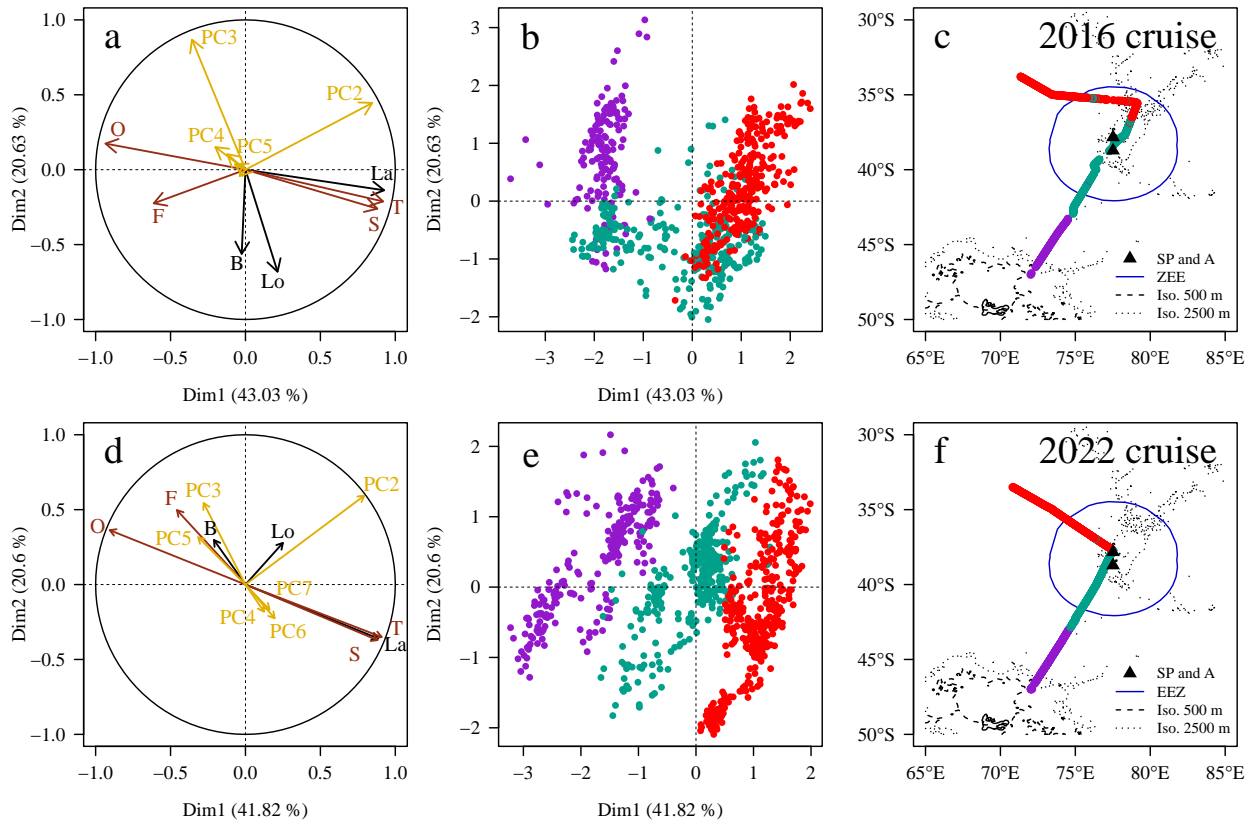 a
1.0
0.5
0.0
−0.5
−1.0
Dim2 (20.63 %)
PC3
PC2
O
PC4
PC5
La
F
T
S
B
Lo
−1.0 −0.5 0.0 0.5 1.0
Dim1 (43.03 %)
b
3
2
1
0
−1
−2
Dim2 (20.63 %)
−3 −2 −1 0 1 2
Dim1 (43.03 %)
c 2016 cruise
30°S
35°S
40°S
45°S
50°S
SP and A
ZEE
Iso. 500 m
Iso. 2500 m
65°E 70°E 75°E 80°E 85°E
d
1.0
0.5
0.0
−0.5
−1.0
Dim2 (20.6 %)
F
PC3
PC2
O
B
Lo
PC5
PC7
PC4
PC6
T
La
S
−1.0 −0.5 0.0 0.5 1.0
Dim1 (41.82 %)
e
2
1
0
−1
−2
Dim2 (20.6 %)
−3 −2 −1 0 1 2
Dim1 (41.82 %)
f 2022 cruise
30°S
35°S
40°S
45°S
50°S
SP and A
EEZ
Iso. 500 m
Iso. 2500 m
65°E 70°E 75°E 80°E 85°E